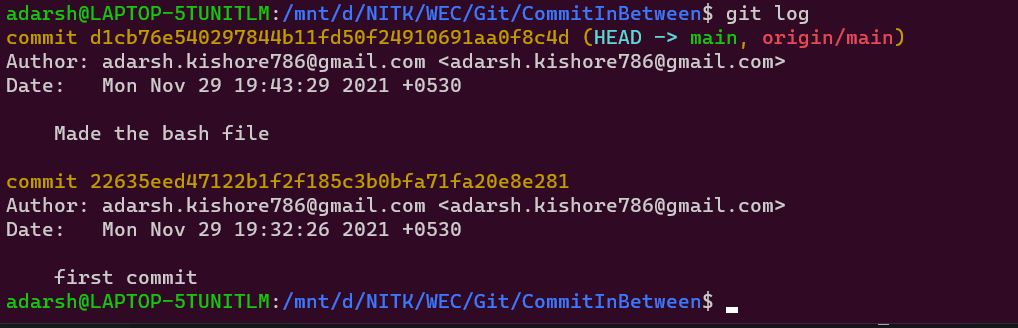 adarsh@LAPTOP-5TUNITLM:/mnt/d/NITK/WEC/Git/CommitInBetween$ git log
commit d1cb76e540297844b11fd50f24910691aa0f8c4d (HEAD -> main, origin/main)
Author: adarsh.kishore786@gmail.com <adarsh.kishore786@gmail.com>
Date:   Mon Nov 29 19:43:29 2021 +0530
    Made the bash file
commit 22635eed47122b1f2f185c3b0bfa71fa20e8e281
Author: adarsh.kishore786@gmail.com <adarsh.kishore786@gmail.com>
Date:   Mon Nov 29 19:32:26 2021 +0530
    first commit
adarsh@LAPTOP-5TUNITLM:/mnt/d/NITK/WEC/Git/CommitInBetween$